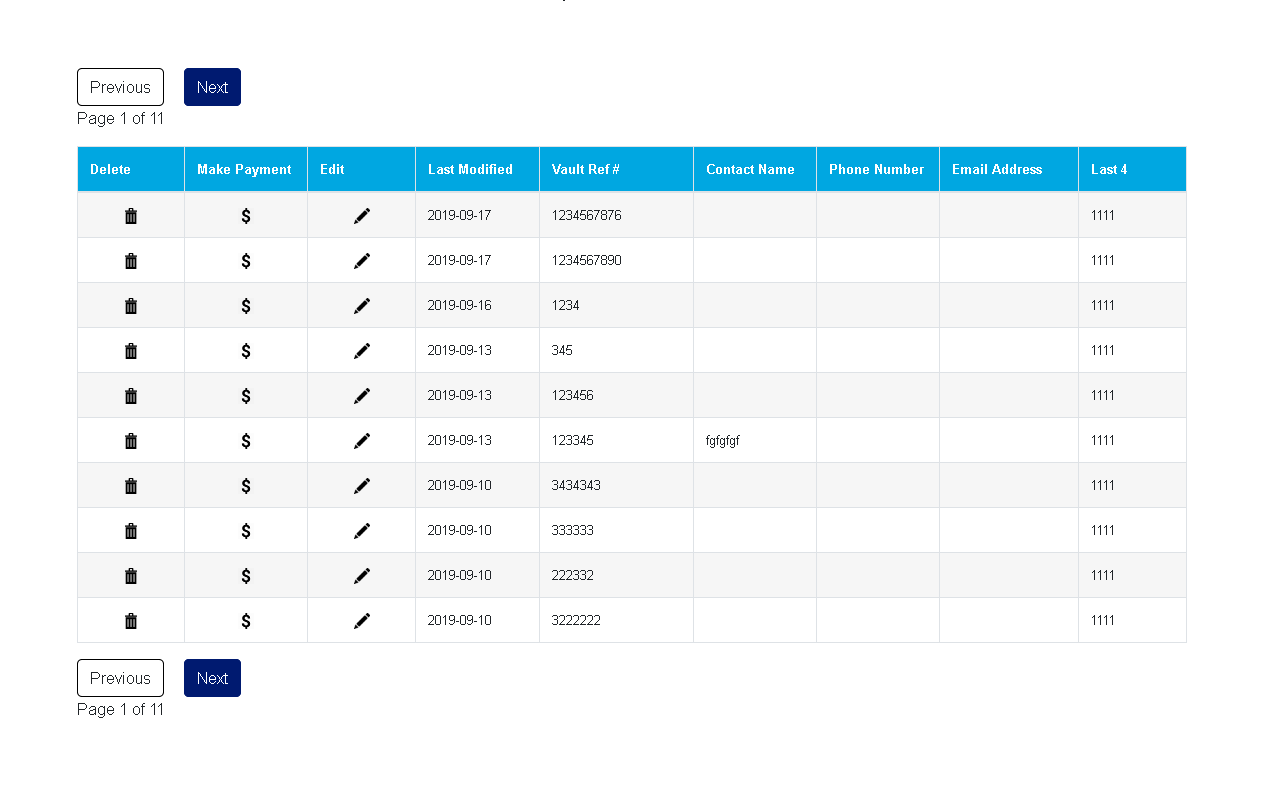 Previous Next
Page 1 of 11
Delete Make Payment Edit Last Modified Vault Ref # Contact Name Phone Number Email Address Last 4
$ 2019-09-17 1234567876 1111
$ 2019-09-17 1234567890 1111
$ 2019-09-16 1234 1111
$ 2019-09-13 345 1111
$ 2019-09-13 123456 1111
$ 2019-09-13 123345 fgfgfgf 1111
$ 2019-09-10 3434343 1111
$ 2019-09-10 333333 1111
$ 2019-09-10 222332 1111
$ 2019-09-10 3222222 1111
Previous Next
Page 1 of 11